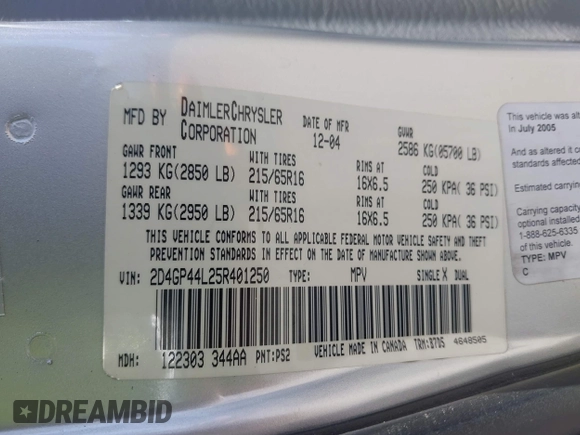 MFD BY DAIMLERCHRYSLER CORPORATION
DATE OF MFR 12-04
GVWR 2586 KG(05700 LB)
GAWR FRONT 1293 KG(2850 LB)
WITH TIRES 215/65R16
RIMS AT 16X6.5
COLD 250 KPA( 36 PSI)
GAWR REAR 1339 KG(2950 LB)
WITH TIRES 215/65R16
RIMS AT 16X6.5
COLD 250 KPA( 36 PSI)
THIS VEHICLE CONFORMS TO ALL APPLICABLE FEDERAL MOTOR VEHICLE SAFETY AND THEFT
PREVENTION STANDARDS IN EFFECT ON THE DATE OF MANUFACTURE SHOWN ABOVE.
VIN: 2D4GP44L25R401250 TYPE: MPV SINGLE X DUAL
VEHICLE MADE IN CANADA
MDH: 122303 344AA PNT:PS2 TRM:B7D5 4648505
This vehicle was alt
In July 2005
And as altered it co
standards affected
Estimated carrying
Carrying capacity
optional installed
1-888-625-6335
of this vehicle.
TYPE: MPV
C
DREAMBID